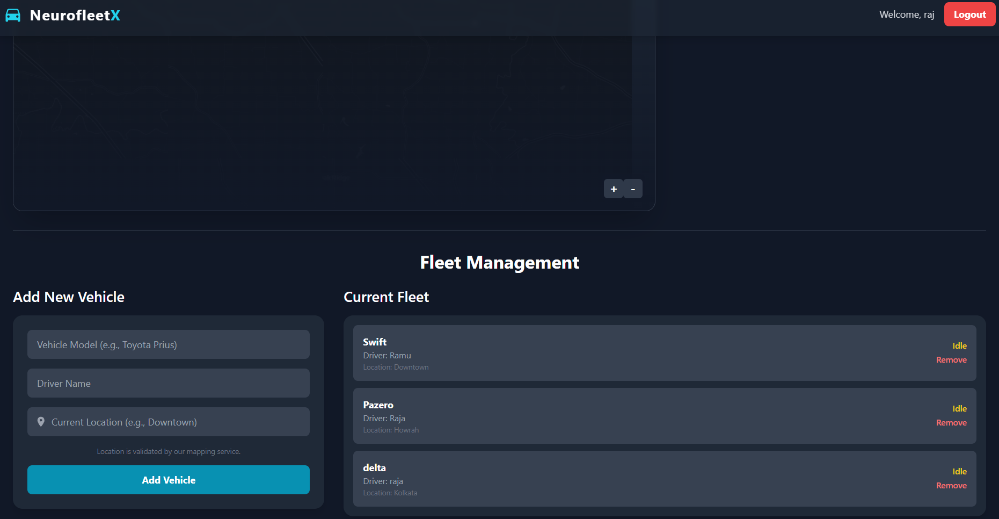 NeurofleetX
Welcome, raj
Logout
+
-
Fleet Management
Add New Vehicle
Vehicle Model (e.g., Toyota Prius)
Driver Name
Current Location (e.g., Downtown)
Location is validated by our mapping service.
Add Vehicle
Current Fleet
Swift
Driver: Ramu
Location: Downtown
Idle
Remove
Pazero
Driver: Raja
Location: Howrah
Idle
Remove
delta
Driver: raja
Location: Kolkata
Idle
Remove